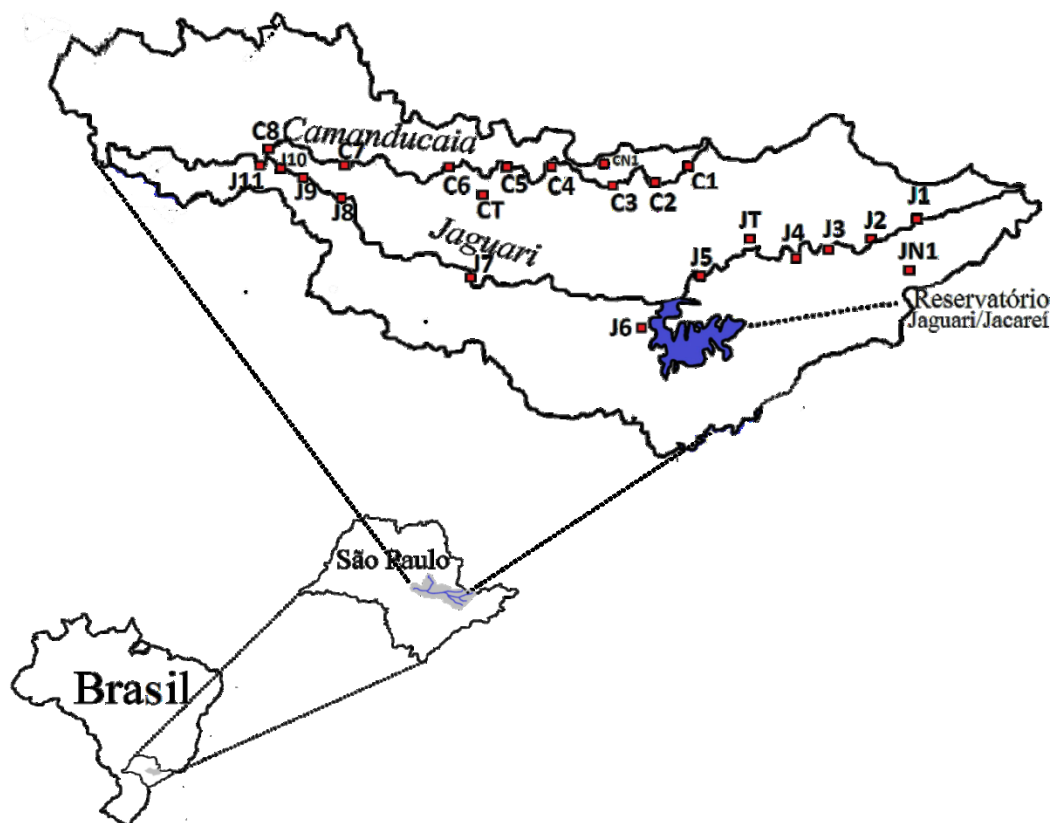 Camanducaia
C8
J10
C7
J11
J9
J8
C6
C5
CT
C4
CN1
C3
C2
C1
Jaguari
J7
J1
J2
J3
J4
JT
J5
JN1
J6
Reservatório
Jaguari/Jacareí
São Paulo
Brasil